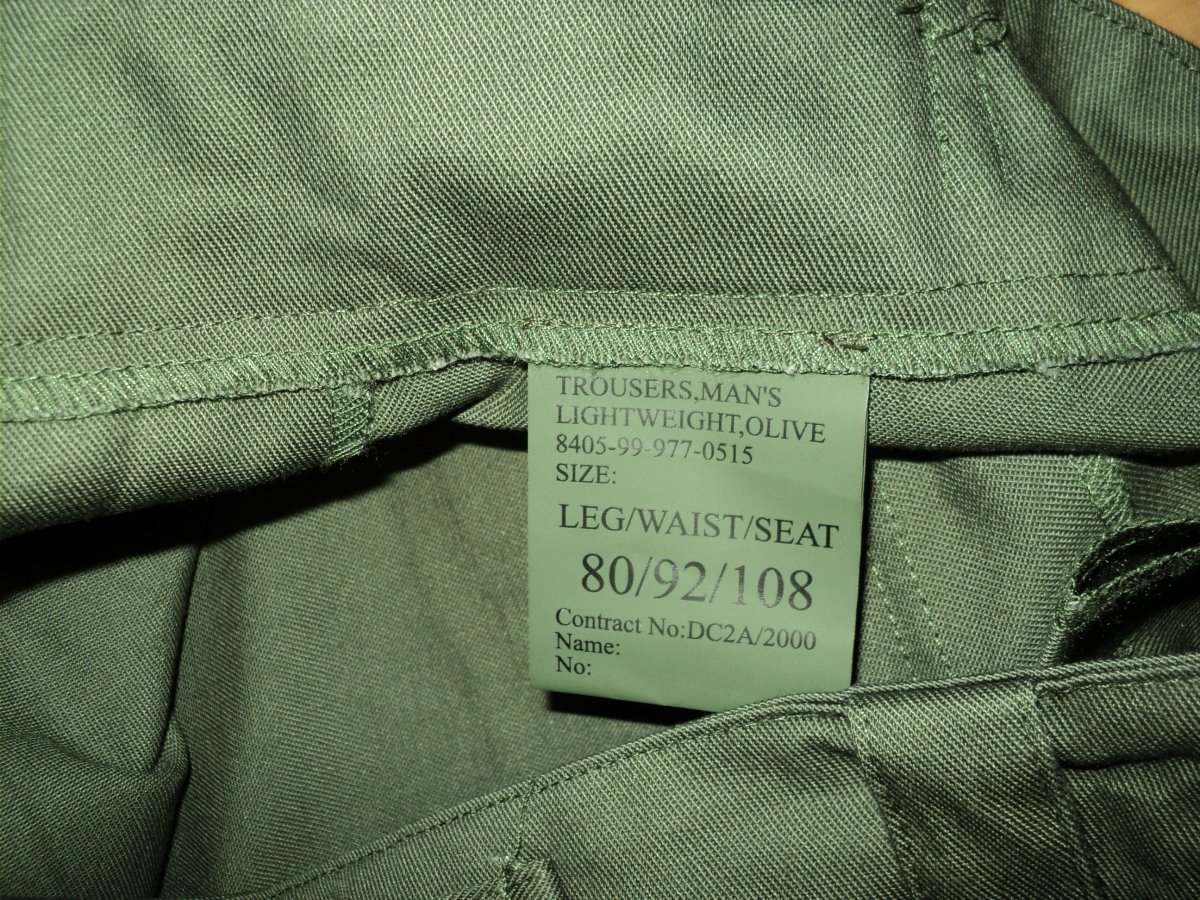 TROUSERS,MAN'S
LIGHTWEIGHT,OLIVE
8405-99-977-0515
SIZE:
LEG/WAIST/SEAT
80/92/108
Contract No:DC2A/2000
Name:
No: